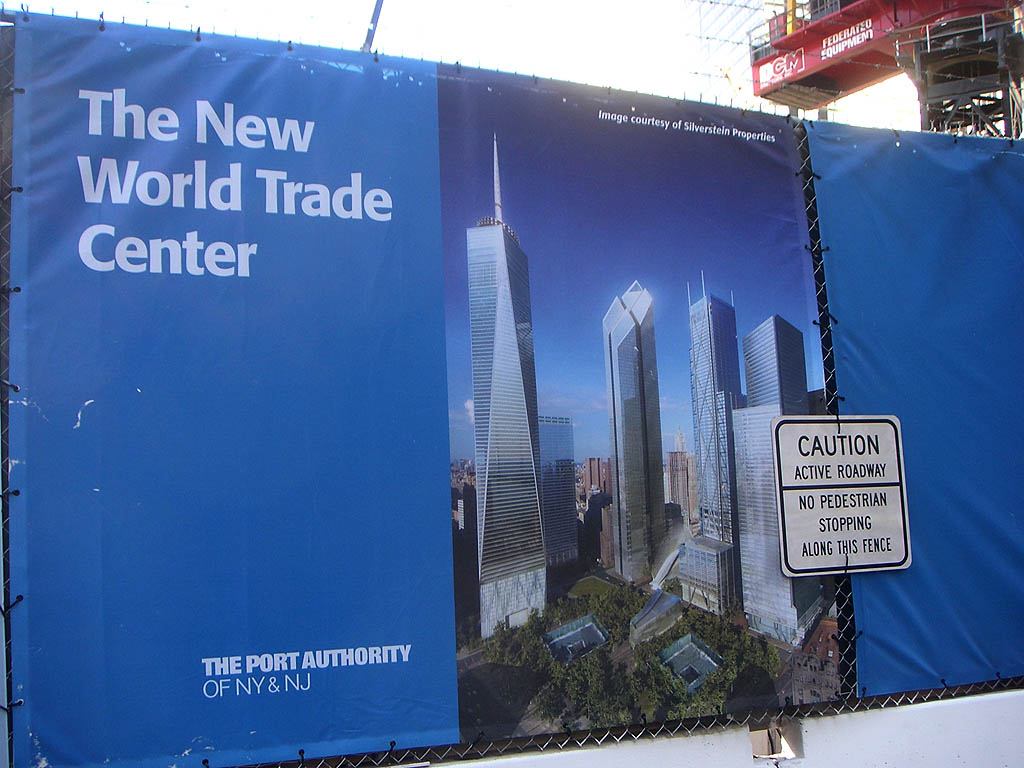 The New
World Trade
Center
THE PORT AUTHORITY
OF NY & NJ
Image courtesy of Silverstein Properties
FEDERATED
EQUIPMENT
CAUTION
ACTIVE ROADWAY
NO PEDESTRIAN
STOPPING
ALONG THIS FENCE